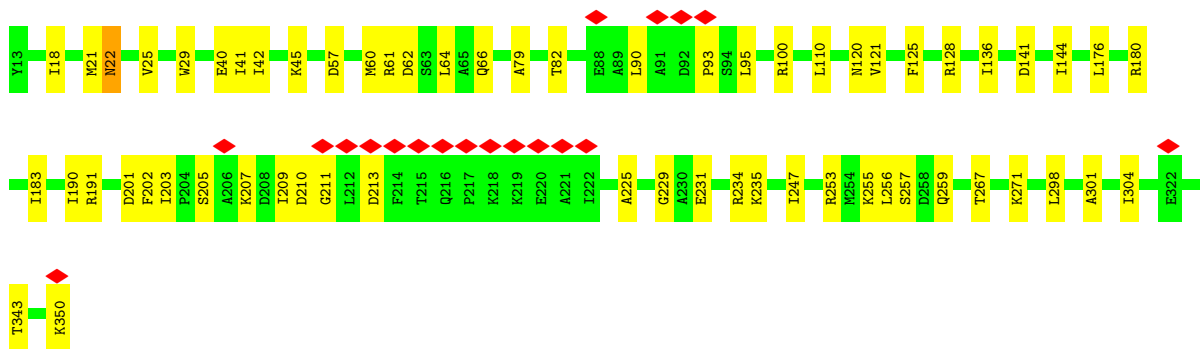 Y13 I18 M21 N22 V25 W29 E40 I41 I42 K45 D57 M60 R61 D62 S63 L64 A65 Q66 A79 T82 E88 A89 L90 A91 D92 P93 S94 L95 R100 L110 N120 V121 F125 R128 I136 D141 I144 L176 R180
I183 I190 R191 D201 F202 I203 P204 S205 A206 K207 D208 I209 D210 G211 L212 D213 F214 T215 Q216 P217 K218 K219 E220 A221 I222 A225 G229 A230 E231 R234 K235 I247 R253 M254 K255 L256 S257 D258 Q259 T267 K271 L298 A301 I304 E322
T343 K350